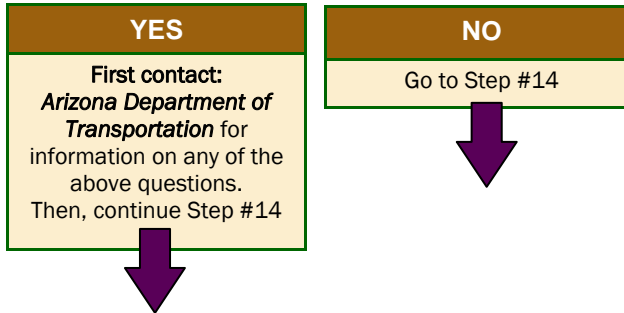 YES
First contact:
Arizona Department of
Transportation for
information on any of the
above questions.
Then, continue Step #14
NO
Go to Step #14